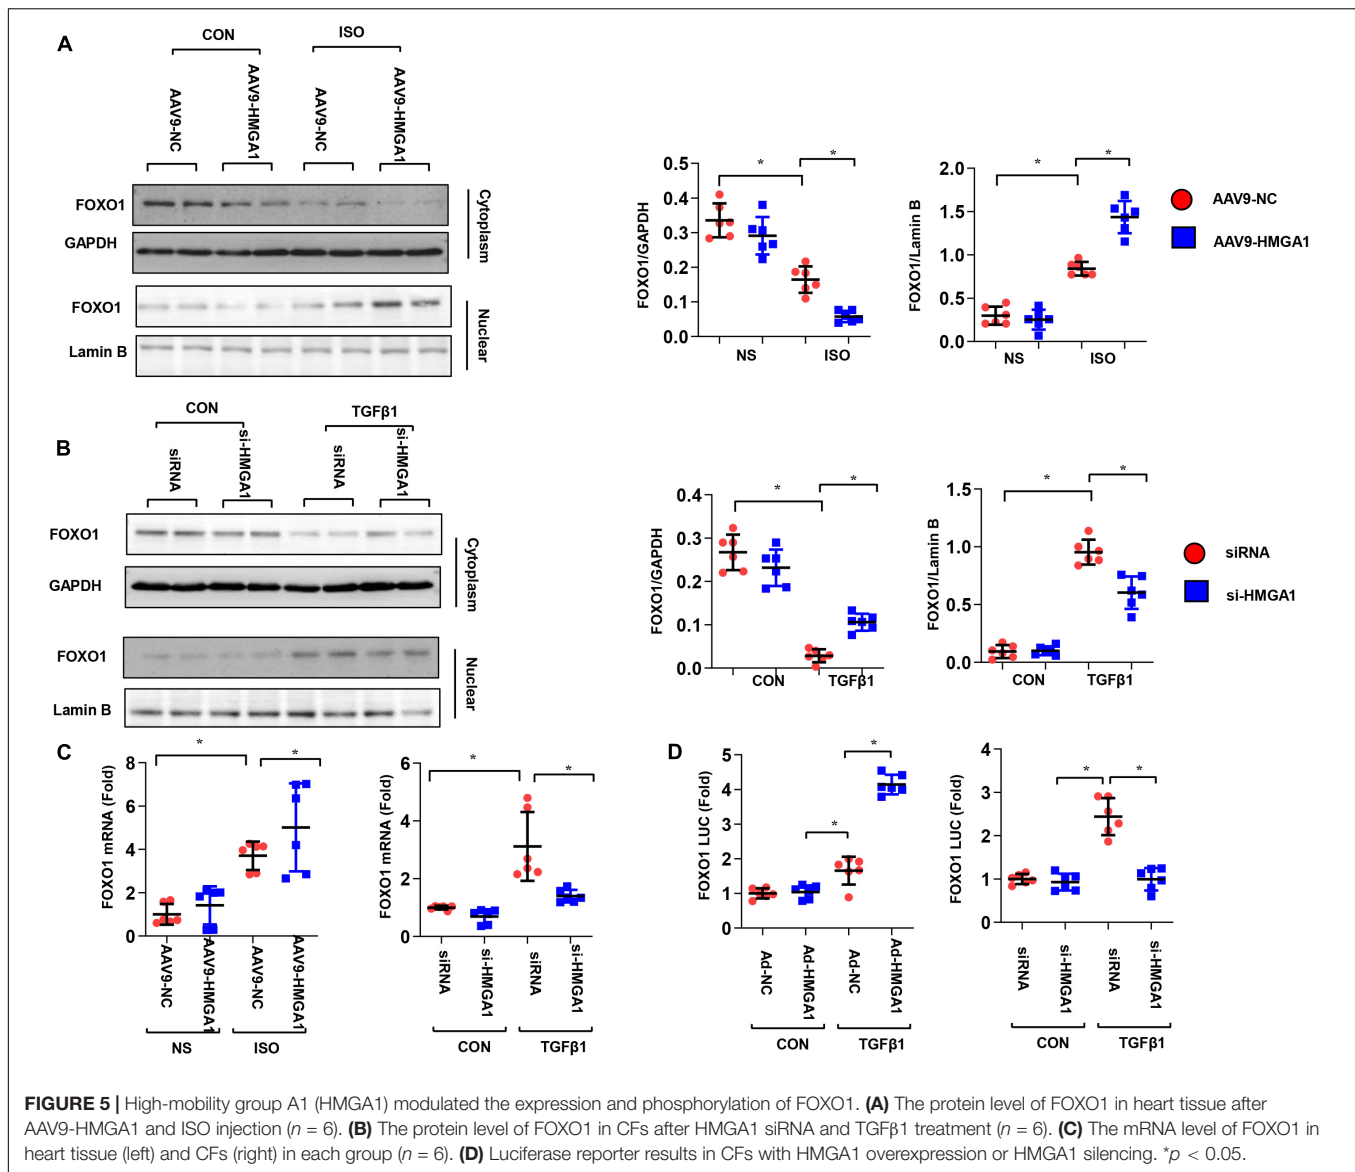 A
CON
ISO
AAV9-NC
AAV9-HMGA1
AAV9-NC
AAV9-HMGA1
FOXO1
GAPDH
Cytoplasm
FOXO1
Lamin B
Nuclear
FOXO1/GAPDH
0.5
0.4
0.3
0.2
0.1
0.0
*
*
NS
ISO
FOXO1/Lamin B
2.0
1.5
1.0
0.5
0.0
*
*
NS
ISO
AAV9-NC
AAV9-HMGA1
B
CON
TGFβ1
siRNA
si-HMGA1
siRNA
si-HMGA1
FOXO1
GAPDH
Cytoplasm
FOXO1
Lamin B
Nuclear
FOXO1/GAPDH
0.4
0.3
0.2
0.1
0.0
*
*
CON
TGFβ1
FOXO1/Lamin B
1.5
1.0
0.5
0.0
*
*
CON
TGFβ1
siRNA
si-HMGA1
C
FOXO1 mRNA (Fold)
8
6
4
2
0
*
*
AAV9-NC
AAV9-HMGA1
AAV9-NC
AAV9-HMGA1
NS
ISO
FOXO1 mRNA (Fold)
6
4
2
0
*
*
siRNA
si-HMGA1
siRNA
si-HMGA1
CON
TGFβ1
D
FOXO1 LUC (Fold)
5
4
3
2
1
0
*
*
Ad-NC
Ad-HMGA1
Ad-NC
Ad-HMGA1
CON
TGFβ1
FOXO1 LUC (Fold)
4
3
2
1
0
*
*
siRNA
si-HMGA1
siRNA
si-HMGA1
CON
TGFβ1
FIGURE 5 | High-mobility group A1 (HMGA1) modulated the expression and phosphorylation of FOXO1. (A) The protein level of FOXO1 in heart tissue after
AAV9-HMGA1 and ISO injection (n = 6). (B) The protein level of FOXO1 in CFs after HMGA1 siRNA and TGFβ1 treatment (n = 6). (C) The mRNA level of FOXO1 in
heart tissue (left) and CFs (right) in each group (n = 6). (D) Luciferase reporter results in CFs with HMGA1 overexpression or HMGA1 silencing. *p < 0.05.